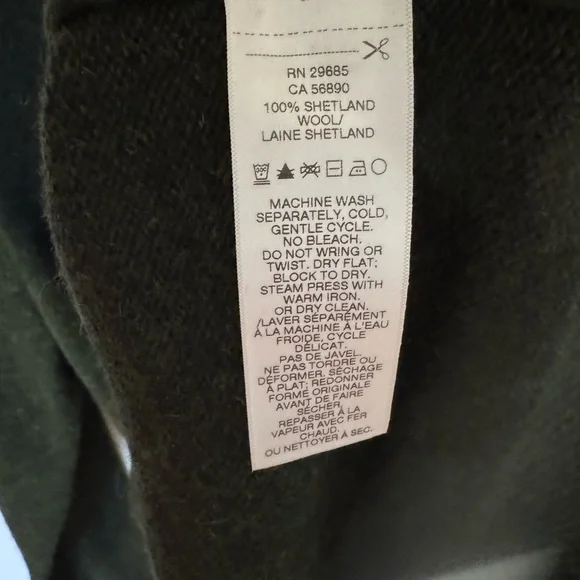 RN 29685
CA 56890
100% SHETLAND
WOOL/
LAINE SHETLAND
MACHINE WASH
SEPARATELY, COLD,
GENTLE CYCLE.
NO BLEACH.
DO NOT WRING OR
TWIST. DRY FLAT;
BLOCK TO DRY.
STEAM PRESS WITH
WARM IRON.
OR DRY CLEAN.
/LAVER SÉPARÉMENT
À LA MACHINE À L'EAU
FROIDE, CYCLE
DÉLICAT.
PAS DE JAVEL.
NE PAS TORDRE OU
DÉFORMER. SÉCHAGE
À PLAT; REDONNER
FORME ORIGINALE
AVANT DE FAIRE
SÉCHER.
REPASSER À LA
VAPEUR AVEC FER
CHAUD.
OU NETTOYER À SEC.